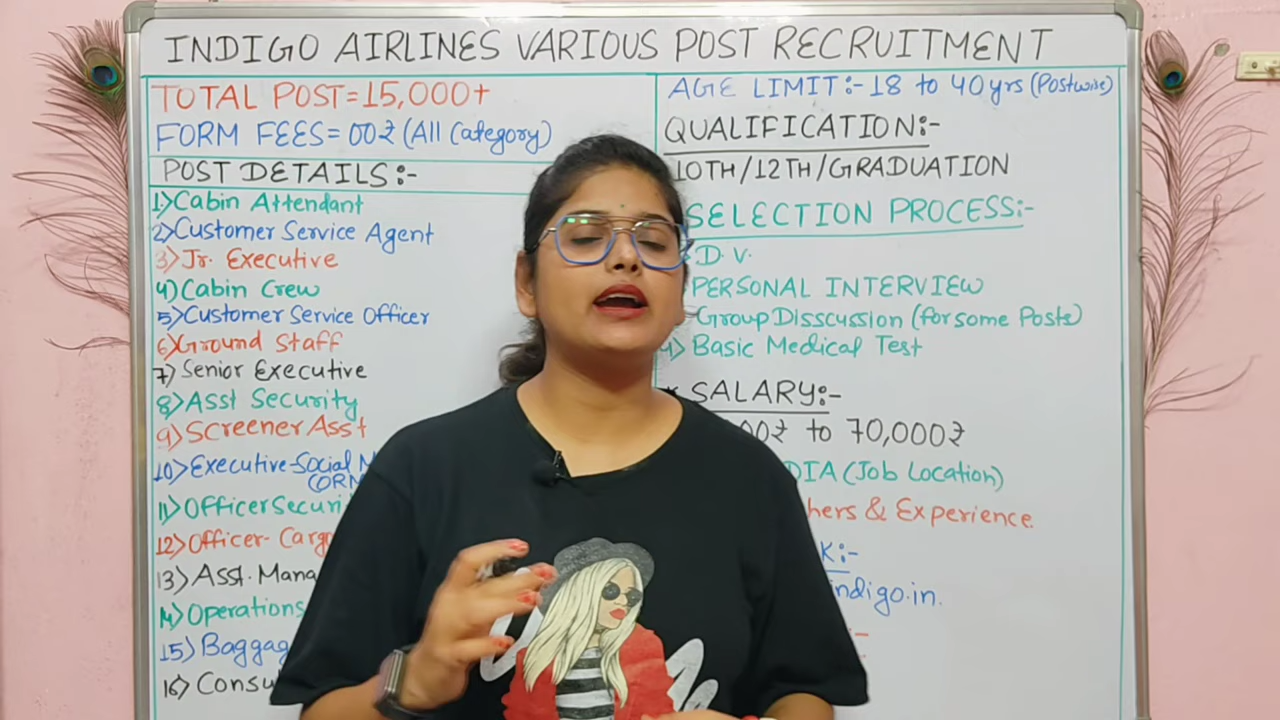 INDIGO AIRLINES VARIOUS POST RECRUITMENT
TOTAL POST=15,000+
FORM FEES=00₹(All Category)
POST DETAILS:-
1)Cabin Attendant
2)Customer Service Agent
3)Jr. Executive
4)Cabin Crew
5)Customer Service Officer
6)Ground Staff
7)Senior Executive
8)Asst Security
9)Screener Asst
10)Executive-Social
11)Officer Securi
12)Officer-Cargo
13)Asst.
14)Operations
15)
16)
AGE LIMIT:-18 to 40yrs(Postwise)
QUALIFICATION:-
10TH/12TH/GRADUATION
SELECTION PROCESS:-
D.V.
PERSONAL INTERVIEW
Group Disscussion (for some Posts)
4) Basic Medical Test
* SALARY:-
00₹ to 70,000₹
DIA (Job Location)
hers & Experience
K:-
indigo.in.